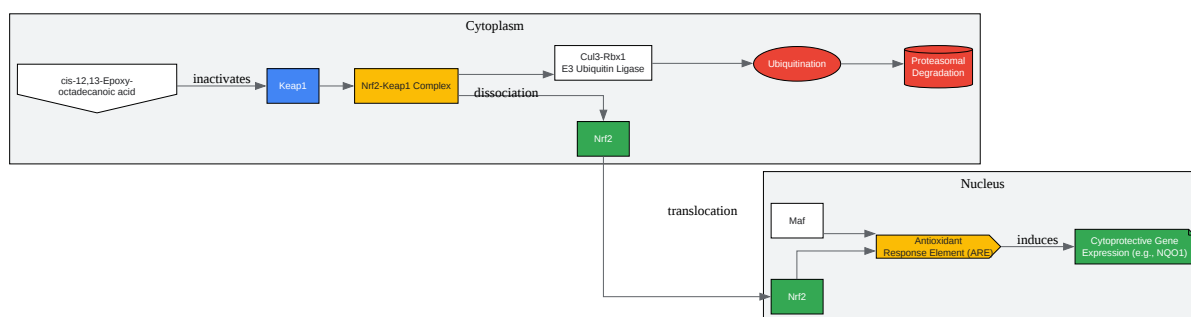 Cytoplasm
cis-12,13-Epoxy-
octadecanoic acid
inactivates
Keap1
Nrf2-Keap1 Complex
Cul3-Rbx1
E3 Ubiquitin Ligase
Ubiquitination
Proteasomal
Degradation
dissociation
Nrf2
translocation
Nucleus
Maf
Nrf2
Antioxidant
Response Element (ARE)
induces
Cytoprotective Gene
Expression (e.g., NQO1)